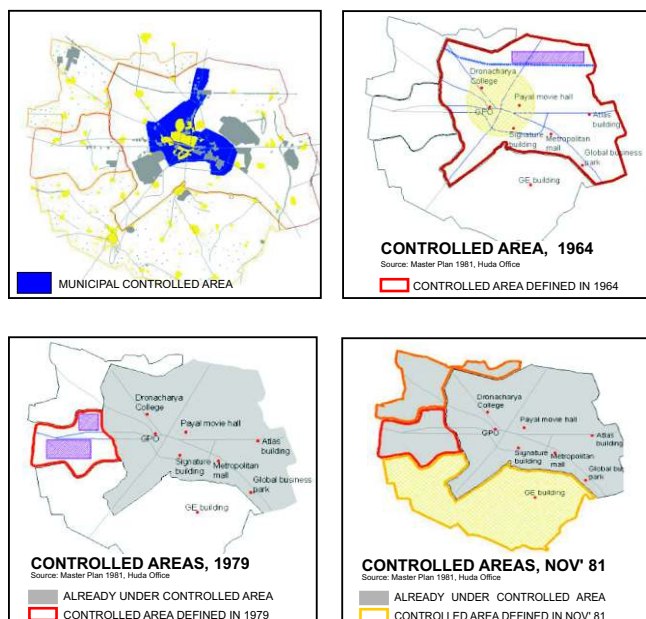 MUNICIPAL CONTROLLED AREA
Dronacharya
College
Payal movie hall
GPO
Atlas
building
Signature
building
Metropolitan
mall
Global business
park
GE building
CONTROLLED AREA, 1964
Source: Master Plan 1981, Huda Office
CONTROLLED AREA DEFINED IN 1964
Dronacharya
College
Payal movie hall
GPO
Atlas
building
Signature
building
Metropolitan
mall
Global business
park
GE building
CONTROLLED AREAS, 1979
Source: Master Plan 1981, Huda Office
ALREADY UNDER CONTROLLED AREA
CONTROLLED AREA DEFINED IN 1979
Dronacharya
College
Payal movie hall
GPO
Atlas
building
Signature
building
Metropolitan
mall
Global bu
park
GE building
CONTROLLED AREAS, NOV' 81
Source: Master Plan 1981, Huda Office
ALREADY UNDER CONTROLLED AREA
CONTROLLED AREA DEFINED IN NOV' 81